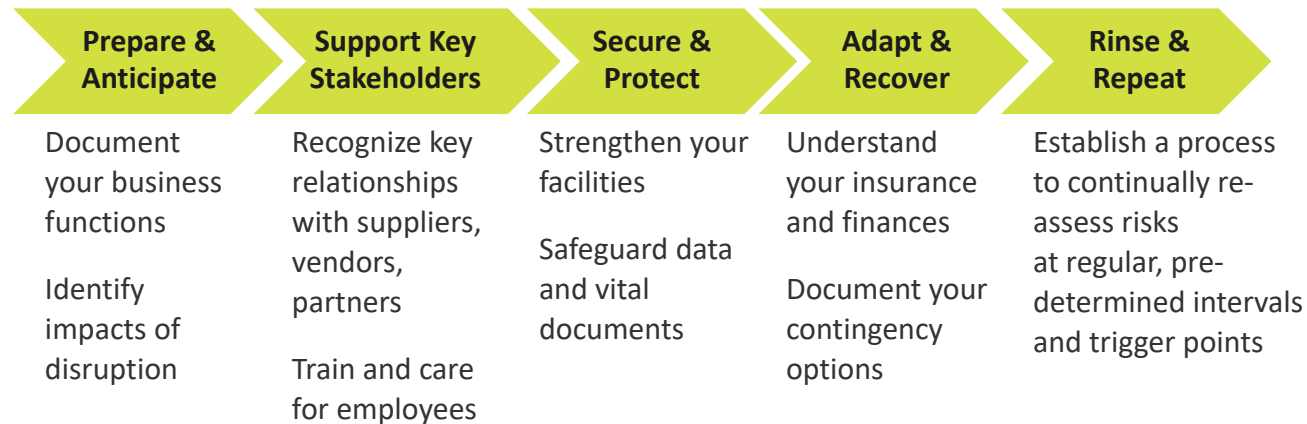 Prepare &
Anticipate
Support Key
Stakeholders
Secure &
Protect
Adapt &
Recover
Rinse &
Repeat
Document
your business
functions
Identify
impacts of
disruption
Recognize key
relationships
with suppliers,
vendors,
partners
Train and care
for employees
Strengthen your
facilities
Safeguard data
and vital
documents
Understand
your insurance
and finances
Document your
contingency
options
Establish a process
to continually re-
assess risks
at regular, pre-
determined intervals
and trigger points